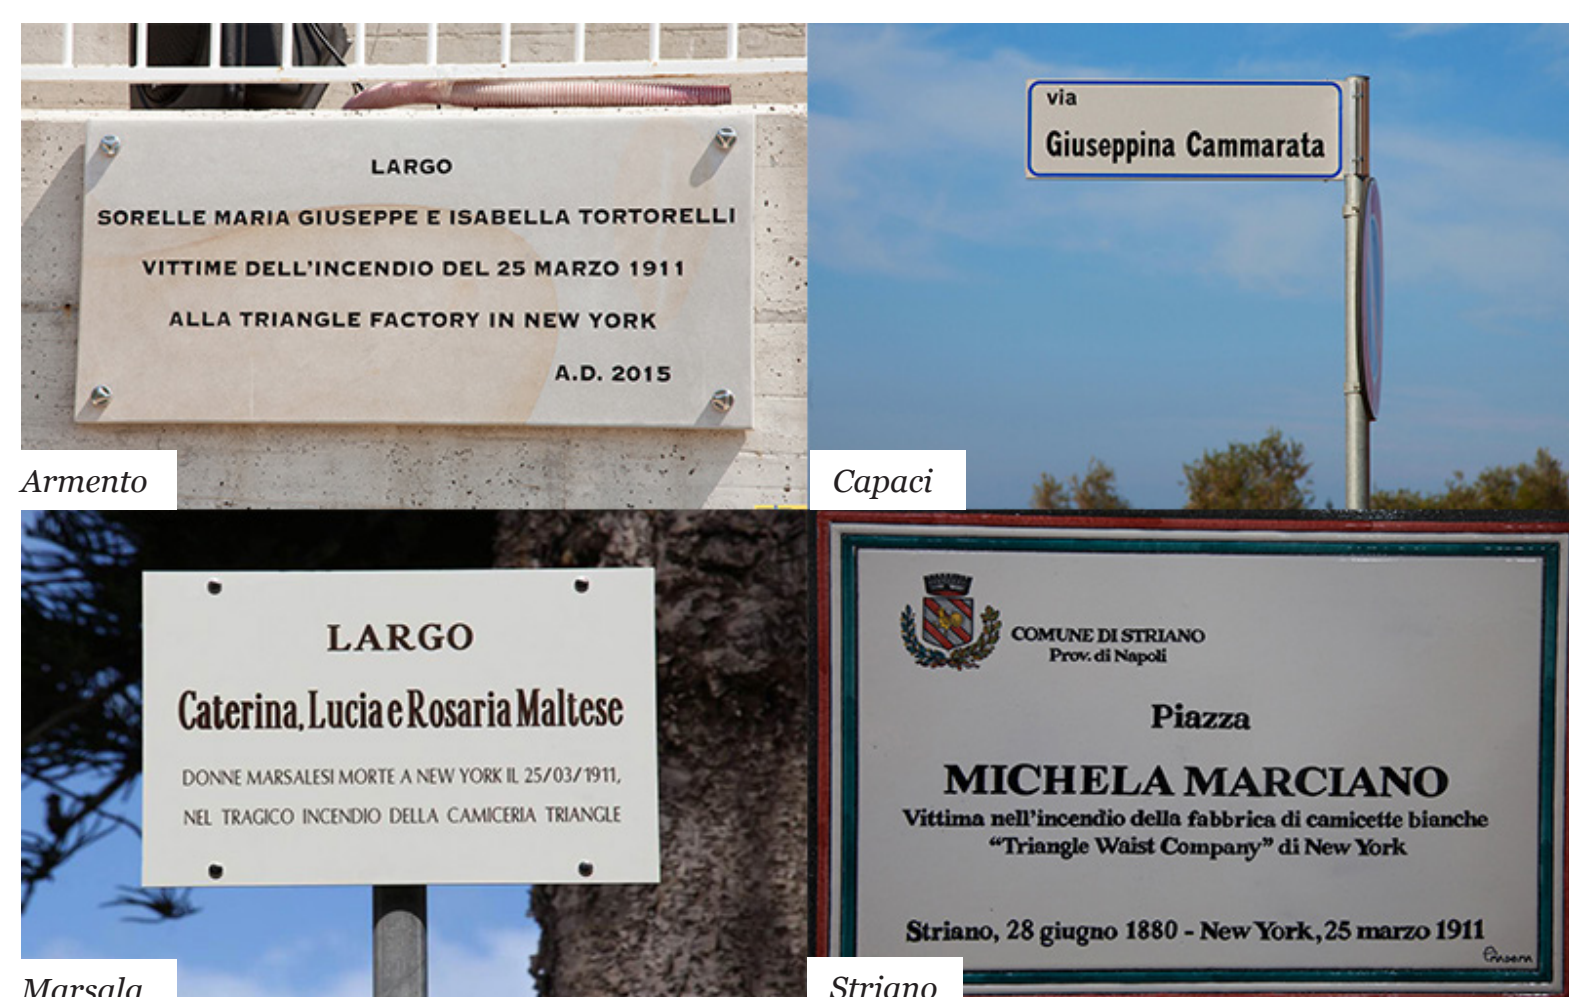 LARGO
SORELLE MARIA GIUSEPPE E ISABELLA TORTORELLI
VITTIME DELL'INCENDIO DEL 25 MARZO 1911
ALLA TRIANGLE FACTORY IN NEW YORK
A.D. 2015
Armento
via
Giuseppina Cammarata
Capaci
LARGO
Caterina, Lucia e Rosaria Maltese
DONNE MARSALESI MORTE A NEW YORK IL 25/03/1911,
NEL TRAGICO INCENDIO DELLA CAMICERIA TRIANGLE
Marsala
COMUNE DI STRIANO
Prov. di Napoli
Piazza
MICHELA MARCIANO
Vittima nell'incendio della fabbrica di camicette bianche
“Triangle Waist Company” di New York
Striano, 28 giugno 1880 - New York, 25 marzo 1911
Striano